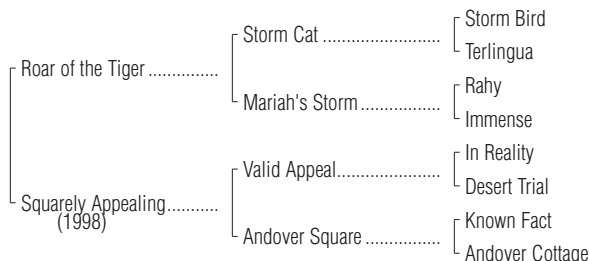 Storm Bird
Storm Cat ........................
Terlingua
Roar of the Tiger ..............
Rahy
Mariah's Storm ................
Immense
In Reality
Valid Appeal.....................
Desert Trial
Squarely Appealing..........
(1998)
Known Fact
Andover Square ...............
Andover Cottage